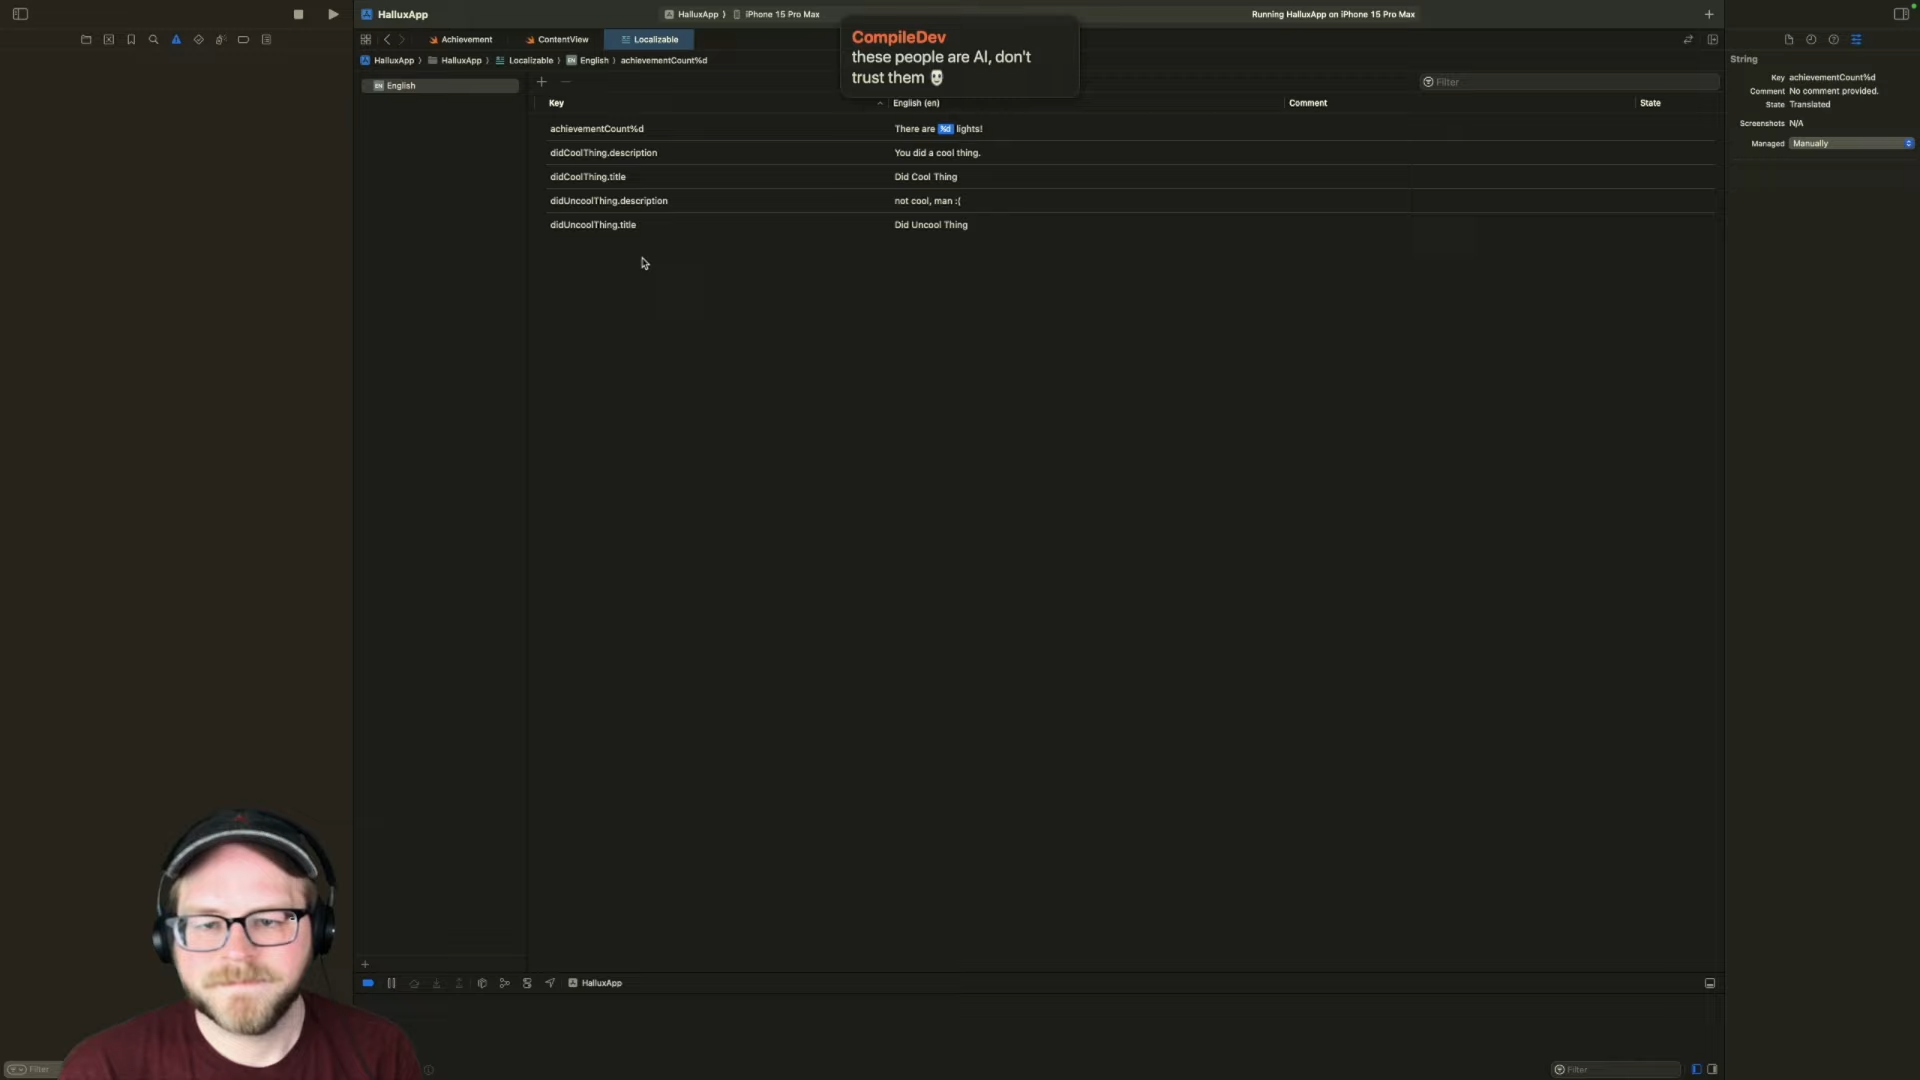 HalluxApp
HalluxApp 〉 iPhone 15 Pro Max
Running HalluxApp on iPhone 15 Pro Max
CompileDev
these people are AI, don't
trust them 💀
Achievement
ContentView
Localizable
HalluxApp 〉 HalluxApp 〉 Localizable 〉 English 〉 achievementCount%d
EN English
Filter
Key
English (en)
Comment
State
achievementCount%d
There are %d lights!
didCoolThing.description
You did a cool thing.
didCoolThing.title
Did Cool Thing
didUncoolThing.description
not cool, man :(
didUncoolThing.title
Did Uncool Thing
String
Key achievementCount%d
Comment No comment provided.
State Translated
Screenshots N/A
Managed Manually
HalluxApp
Filter
Filter